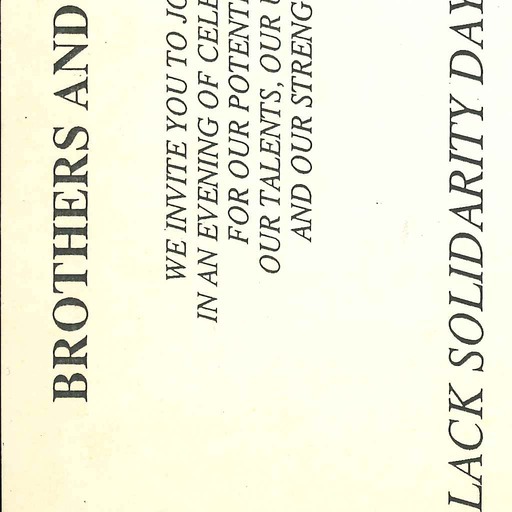 BROTHERS AND
WE INVITE YOU TO JO
IN AN EVENING OF CELE
FOR OUR POTENTI
OUR TALENTS, OUR U
AND OUR STRENG
LACK SOLIDARITY DAY